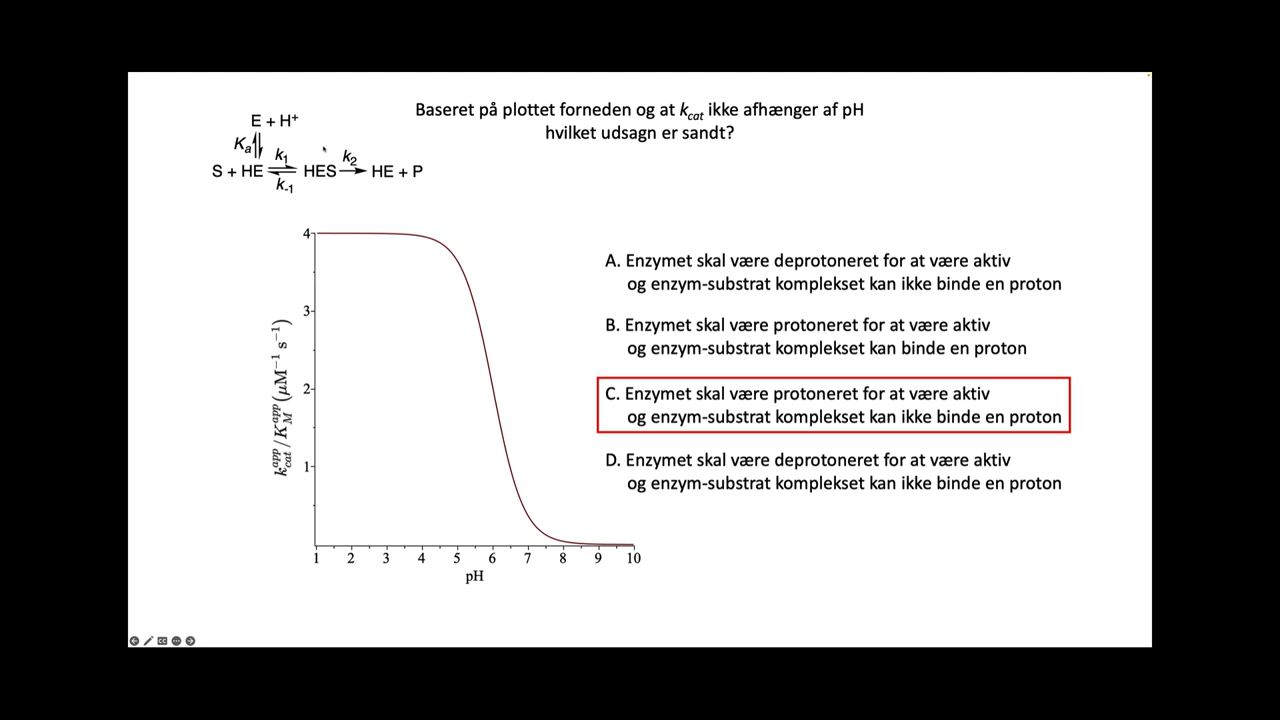 Baseret på plottet forneden og at kcat ikke afhænger af pH
hvilket udsagn er sandt?
E + H⁺
Ka
k1
k2
S + HE
HES
HE + P
k-1
4
3
2
1
k_cat^app / K_M^app (μM⁻¹ s⁻¹)
1 2 3 4 5 6 7 8 9 10
pH
A. Enzymet skal være deprotoneret for at være aktiv
og enzym-substrat komplekset kan ikke binde en proton
B. Enzymet skal være protoneret for at være aktiv
og enzym-substrat komplekset kan binde en proton
C. Enzymet skal være protoneret for at være aktiv
og enzym-substrat komplekset kan ikke binde en proton
D. Enzymet skal være deprotoneret for at være aktiv
og enzym-substrat komplekset kan ikke binde en proton